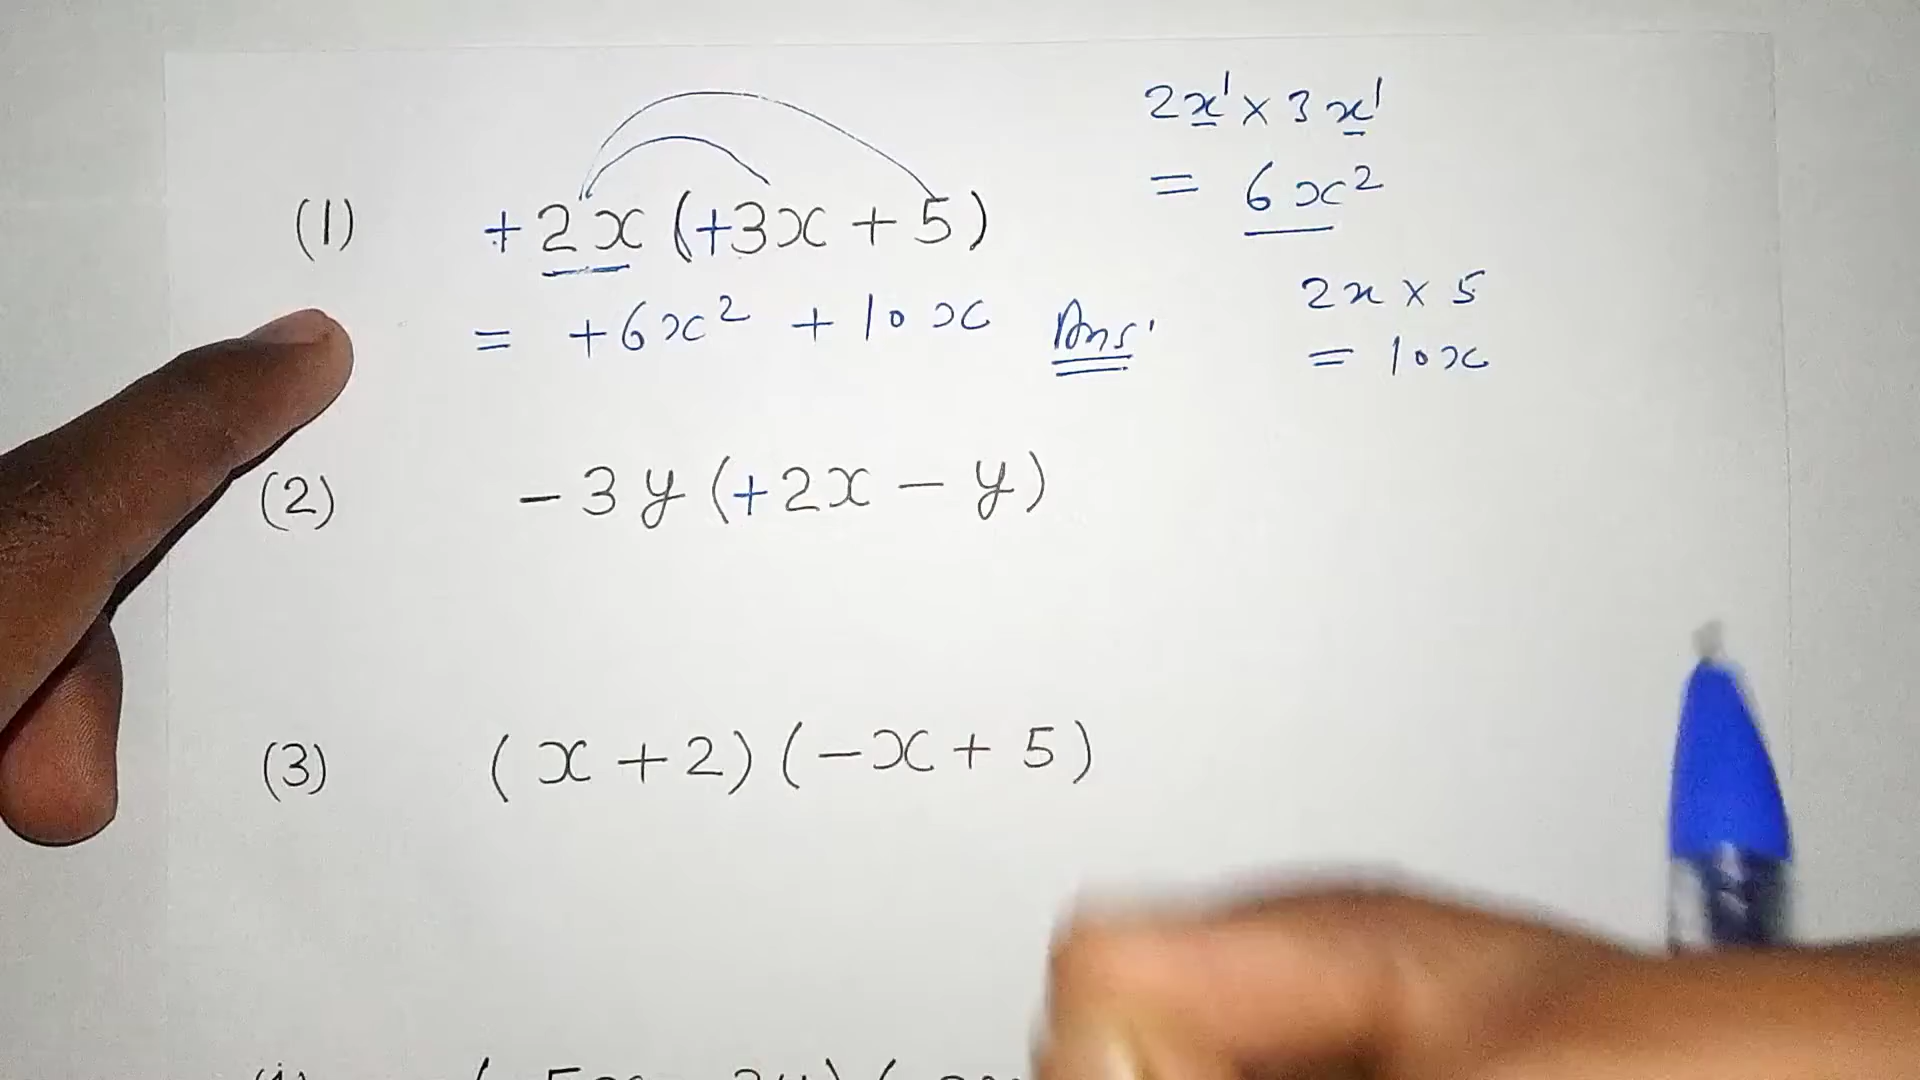 (1) +2x (+3x + 5)
= +6x² + 10x Ans.
2x¹ × 3x¹
= 6x²
2x × 5
= 10x
(2) -3y (+2x - y)
(3) (x + 2) (-x + 5)